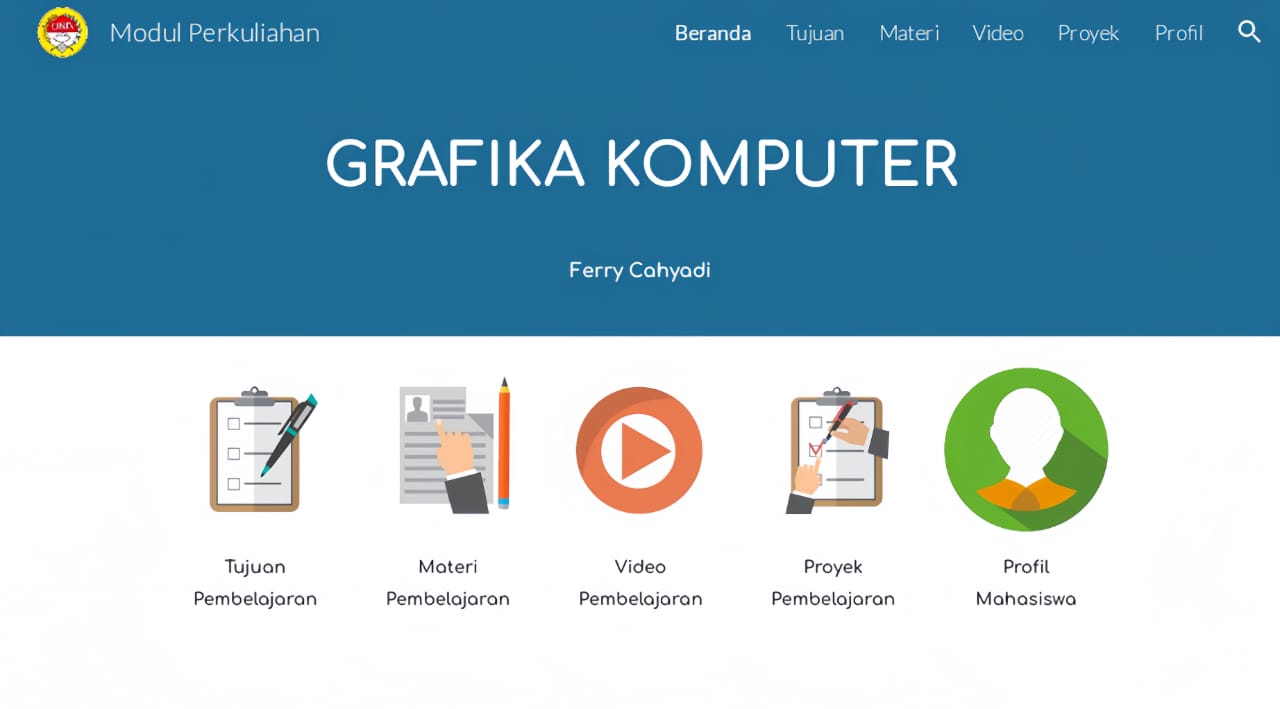 Modul Perkuliahan
Beranda Tujuan Materi Video Proyek Profil
GRAFIKA KOMPUTER
Ferry Cahyadi
Tujuan
Pembelajaran
Materi
Pembelajaran
Video
Pembelajaran
Proyek
Pembelajaran
Profil
Mahasiswa